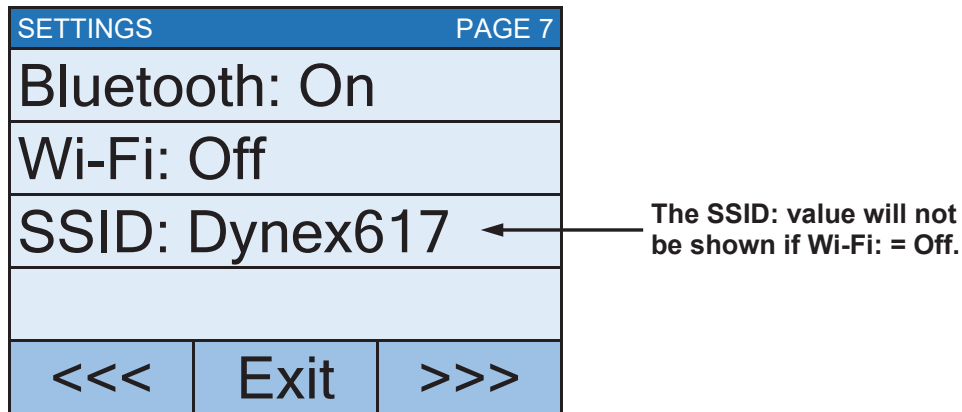 SETTINGS PAGE 7
Bluetooth: On
Wi-Fi: Off
SSID: Dynex617
The SSID: value will not
be shown if Wi-Fi: = Off.
<<< Exit >>>